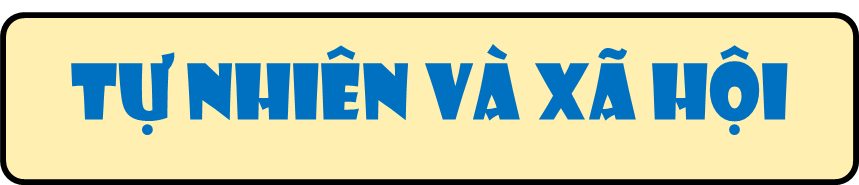 TỰ NHIÊN VÀ XÃ HỘI